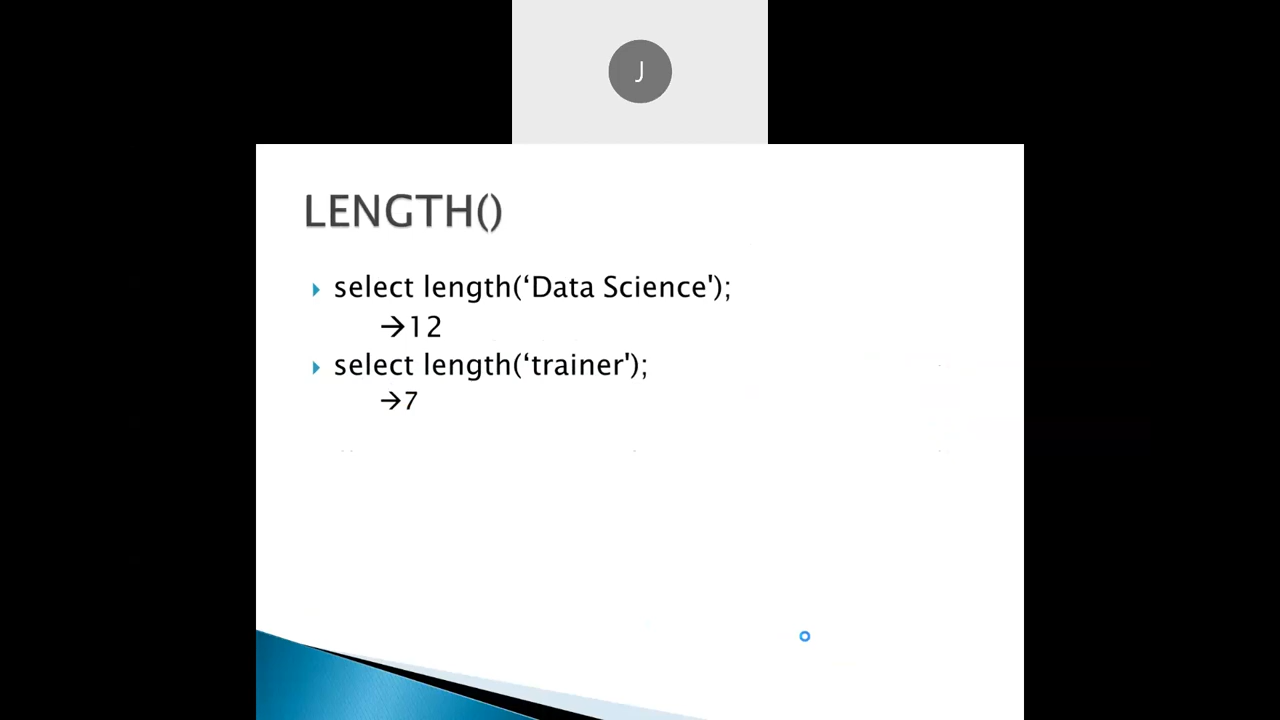 J
LENGTH()
select length(‘Data Science');
→12
select length(‘trainer');
→7